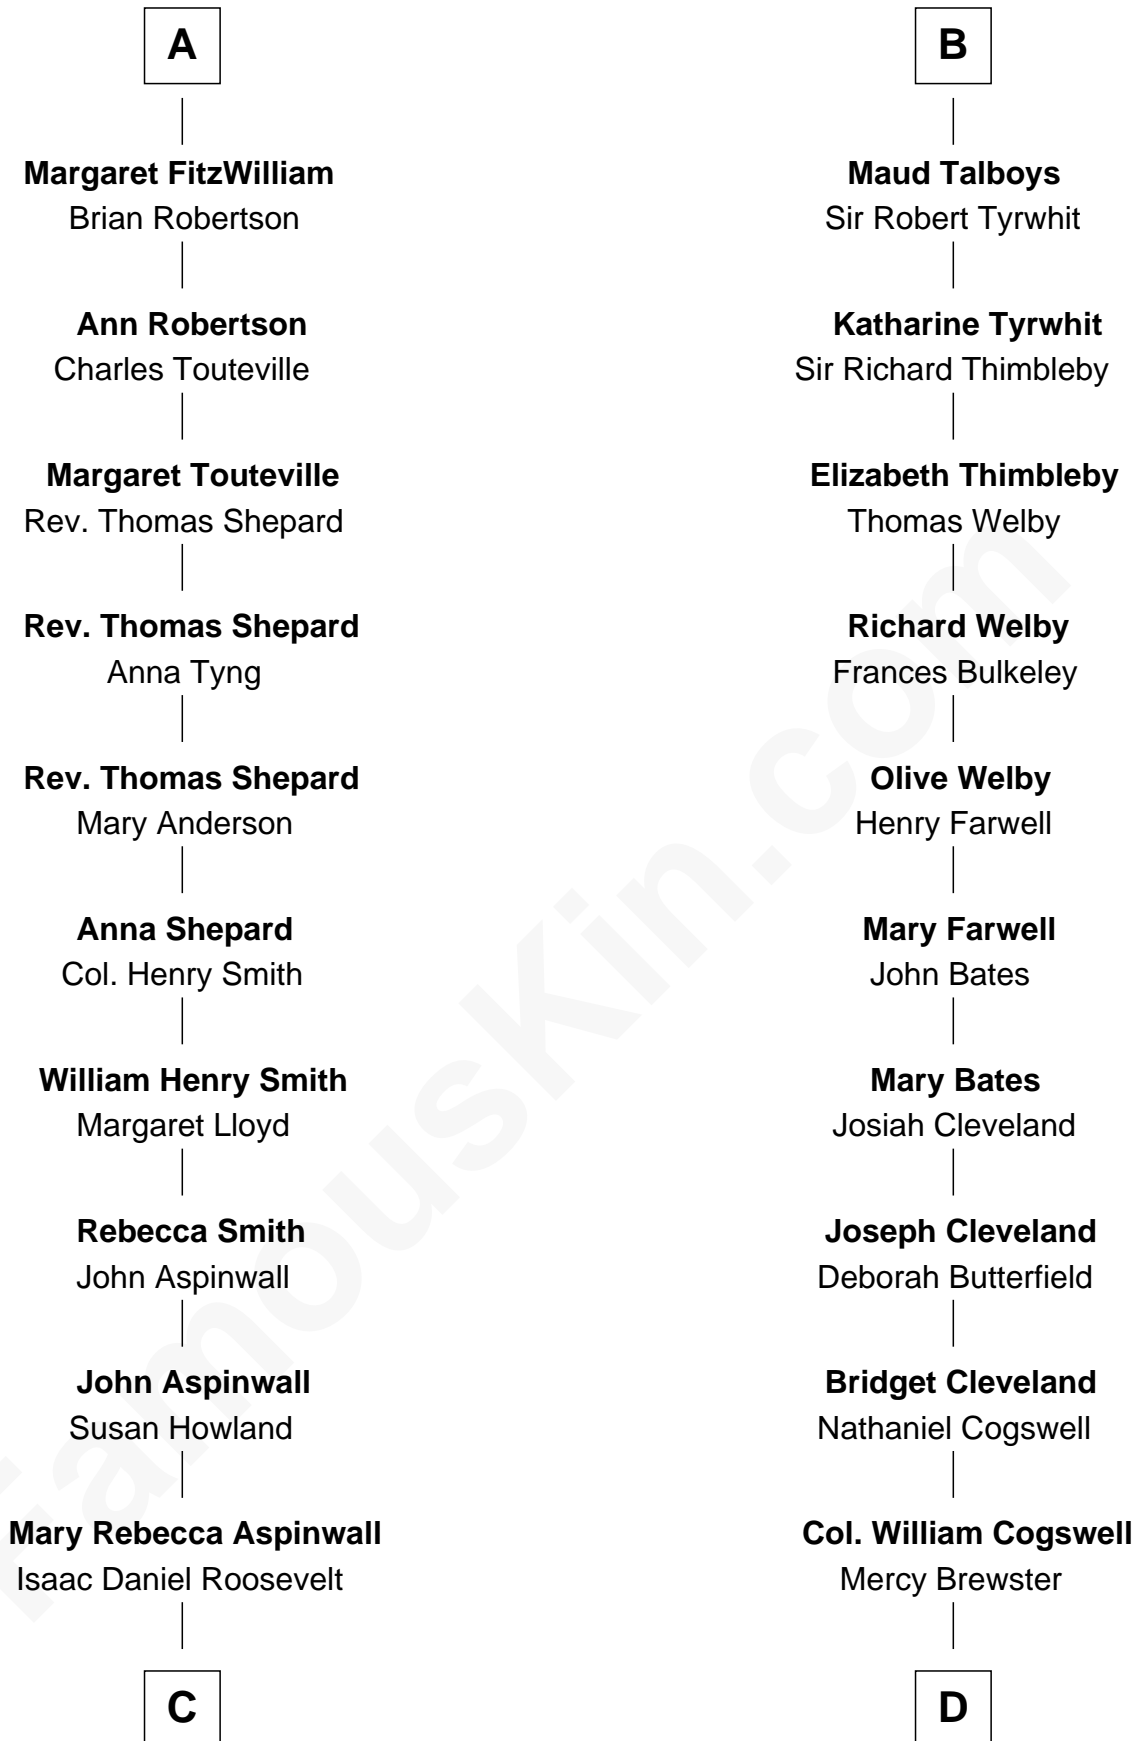 A
Margaret FitzWilliam
Brian Robertson
Ann Robertson
Charles Touteville
Margaret Touteville
Rev. Thomas Shepard
Rev. Thomas Shepard
Anna Tyng
Rev. Thomas Shepard
Mary Anderson
Anna Shepard
Col. Henry Smith
William Henry Smith
Margaret Lloyd
Rebecca Smith
John Aspinwall
John Aspinwall
Susan Howland
Mary Rebecca Aspinwall
Isaac Daniel Roosevelt
C
B
Maud Talboys
Sir Robert Tyrwhit
Katharine Tyrwhit
Sir Richard Thimbleby
Elizabeth Thimbleby
Thomas Welby
Richard Welby
Frances Bulkeley
Olive Welby
Henry Farwell
Mary Farwell
John Bates
Mary Bates
Josiah Cleveland
Joseph Cleveland
Deborah Butterfield
Bridget Cleveland
Nathaniel Cogswell
Col. William Cogswell
Mercy Brewster
D
FamousKin.com